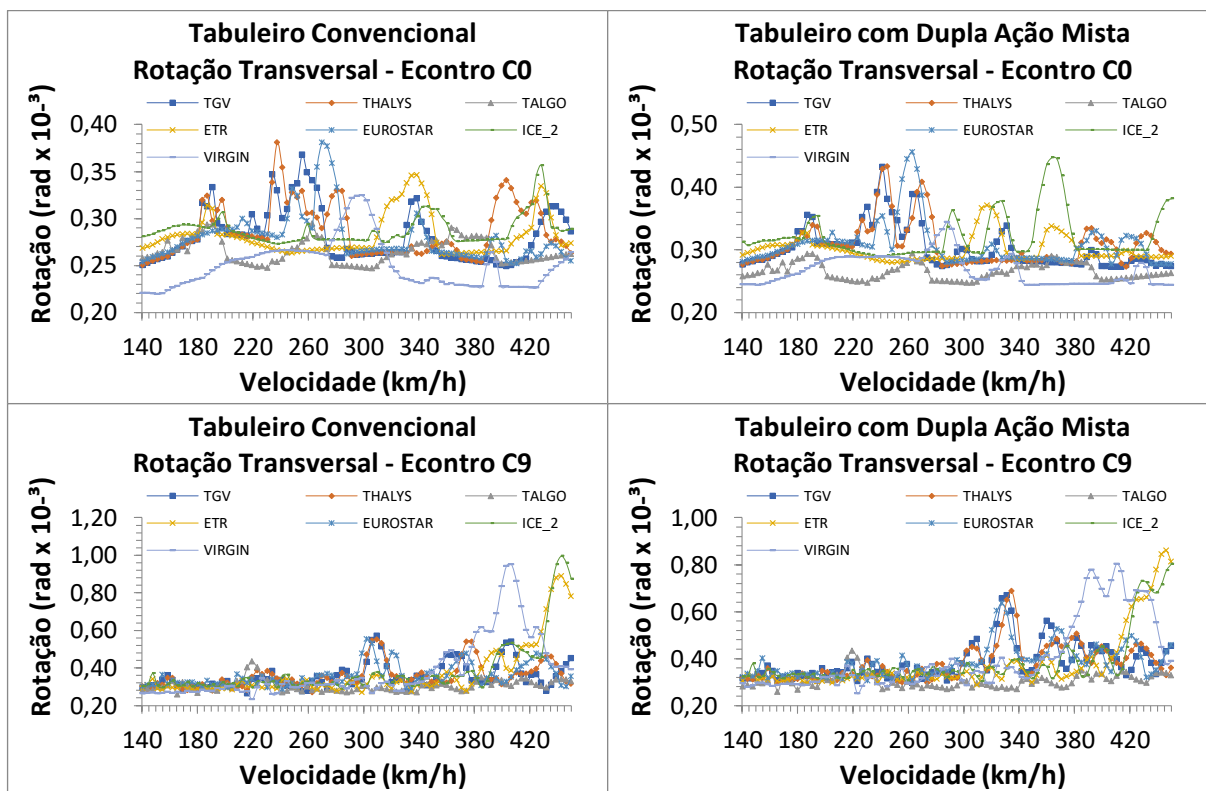 Tabuleiro Convencional
Rotação Transversal - Econtro C0
TGV THALYS TALGO
ETR EUROSTAR ICE_2
VIRGIN
0,40
0,35
0,30
0,25
0,20
Rotação (rad x 10-³)
140 180 220 260 300 340 380 420
Velocidade (km/h)
Tabuleiro com Dupla Ação Mista
Rotação Transversal - Econtro C0
TGV THALYS TALGO
ETR EUROSTAR ICE_2
VIRGIN
0,50
0,40
0,30
0,20
Rotação (rad x 10-³)
140 180 220 260 300 340 380 420
Velocidade (km/h)
Tabuleiro Convencional
Rotação Transversal - Econtro C9
TGV THALYS TALGO
ETR EUROSTAR ICE_2
VIRGIN
1,20
1,00
0,80
0,60
0,40
0,20
Rotação (rad x 10-³)
140 180 220 260 300 340 380 420
Velocidade (km/h)
Tabuleiro com Dupla Ação Mista
Rotação Transversal - Econtro C9
TGV THALYS TALGO
ETR EUROSTAR ICE_2
VIRGIN
1,00
0,80
0,60
0,40
0,20
Rotação (rad x 10-³)
140 180 220 260 300 340 380 420
Velocidade (km/h)